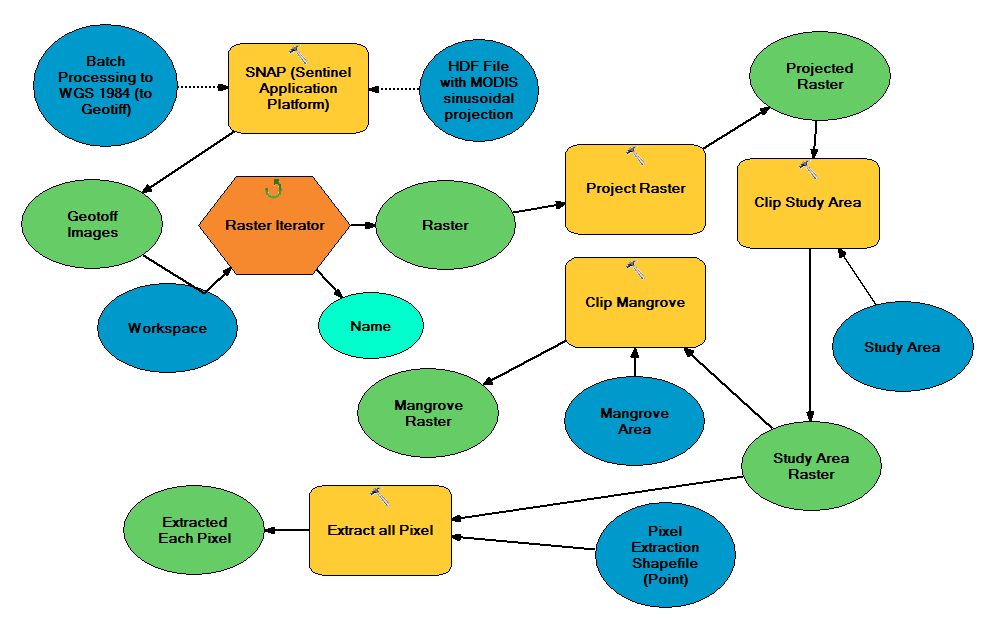 Batch
Processing to
WGS 1984 (to
Geotiff)
SNAP (Sentinel
Application
Platform)
HDF File
with MODIS
sinusoidal
projection
Projected
Raster
Geotoff
Images
Raster Iterator
Raster
Project Raster
Clip Study Area
Workspace
Name
Clip Mangrove
Study Area
Mangrove
Raster
Mangrove
Area
Study Area
Raster
Extracted
Each Pixel
Extract all Pixel
Pixel
Extraction
Shapefile
(Point)